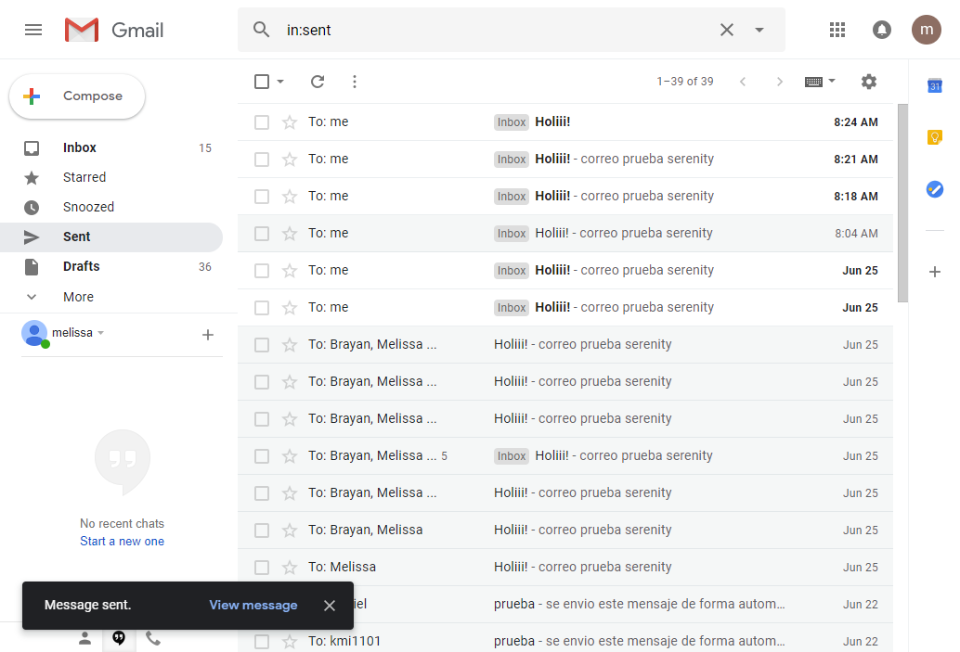 Gmail
in:sent
m
Compose
1–39 of 39
31
Inbox 15
Starred
Snoozed
Sent
Drafts 36
More
melissa
No recent chats
Start a new one
To: me Inbox Holiii! 8:24 AM
To: me Inbox Holiii! - correo prueba serenity 8:21 AM
To: me Inbox Holiii! - correo prueba serenity 8:18 AM
To: me Inbox Holiii! - correo prueba serenity 8:04 AM
To: me Inbox Holiii! - correo prueba serenity Jun 25
To: me Inbox Holiii! - correo prueba serenity Jun 25
To: Brayan, Melissa ... Holiii! - correo prueba serenity Jun 25
To: Brayan, Melissa ... Holiii! - correo prueba serenity Jun 25
To: Brayan, Melissa ... Holiii! - correo prueba serenity Jun 25
To: Brayan, Melissa ... 5 Inbox Holiii! - correo prueba serenity Jun 25
To: Brayan, Melissa ... Holiii! - correo prueba serenity Jun 25
To: Brayan, Melissa Holiii! - correo prueba serenity Jun 25
To: Melissa Holiii! - correo prueba serenity Jun 25
prueba - se envio este mensaje de forma autom... Jun 22
To: kmi1101 prueba - se envio este mensaje de forma autom... Jun 22
Message sent. View message